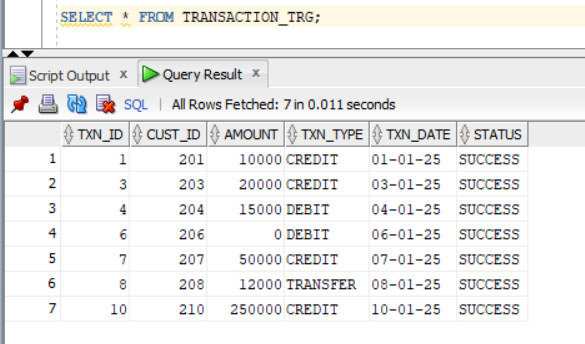 SELECT * FROM TRANSACTION_TRG;
Script Output x Query Result x
SQL | All Rows Fetched: 7 in 0.011 seconds
TXN_ID CUST_ID AMOUNT TXN_TYPE TXN_DATE STATUS
1 1 201 10000 CREDIT 01-01-25 SUCCESS
2 3 203 20000 CREDIT 03-01-25 SUCCESS
3 4 204 15000 DEBIT 04-01-25 SUCCESS
4 6 206 0 DEBIT 06-01-25 SUCCESS
5 7 207 50000 CREDIT 07-01-25 SUCCESS
6 8 208 12000 TRANSFER 08-01-25 SUCCESS
7 10 210 250000 CREDIT 10-01-25 SUCCESS